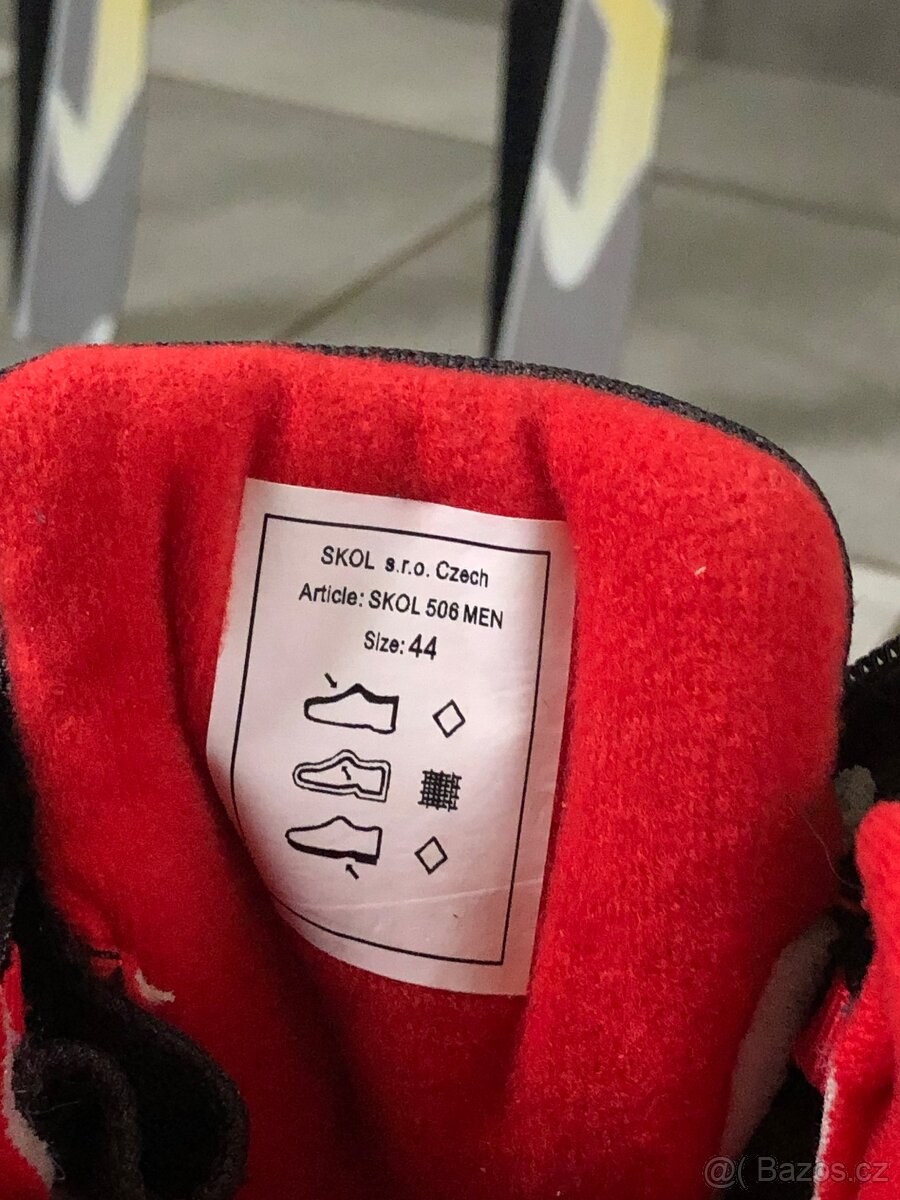 SKOL s.r.o. Czech
Article: SKOL 506 MEN
Size: 44
@( Bazos.cz